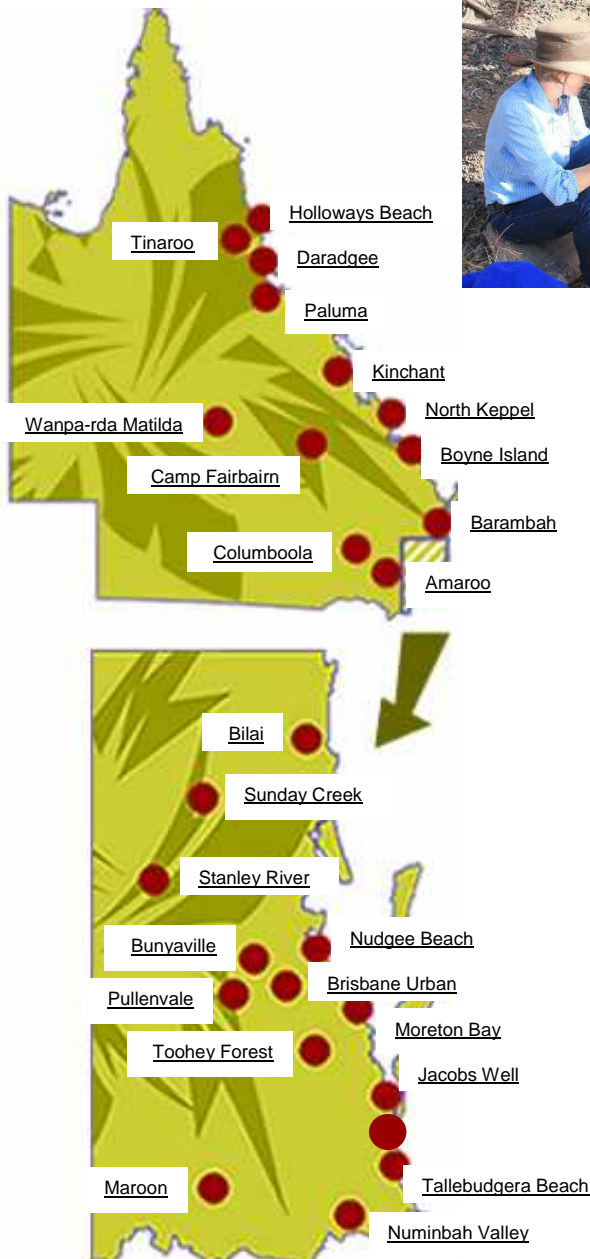 Holloways Beach
Tinaroo
Daradgee
Paluma
Kinchant
North Keppel
Wanpa-rda Matilda
Boyne Island
Camp Fairbairn
Barambah
Columboola
Amaroo
Bilai
Sunday Creek
Stanley River
Nudgee Beach
Bunyaville
Brisbane Urban
Pullenvale
Moreton Bay
Toohey Forest
Jacobs Well
Tallebudgera Beach
Maroon
Numinbah Valley